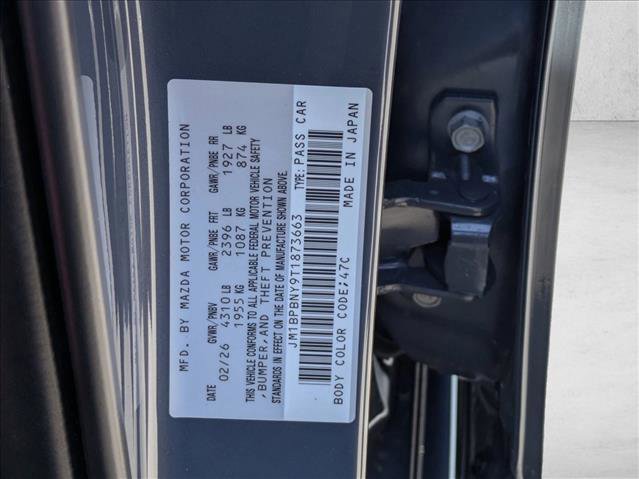 MFD. BY MAZDA MOTOR CORPORATION
DATE GVWR/PNBV GAWR/PNBE FRT GAWR/PNBE RR
02/26 4310 LB 2396 LB 1927 LB
1955 KG 1087 KG 874 KG
THIS VEHICLE CONFORMS TO ALL APPLICABLE FEDERAL MOTOR VEHICLE SAFETY
,BUMPER,AND THEFT PREVENTION
STANDARDS IN EFFECT ON THE DATE OF MANUFACTURE SHOWN ABOVE.
JM1BPBNY9T1873663 TYPE: PASS CAR
BODY COLOR CODE;47C MADE IN JAPAN